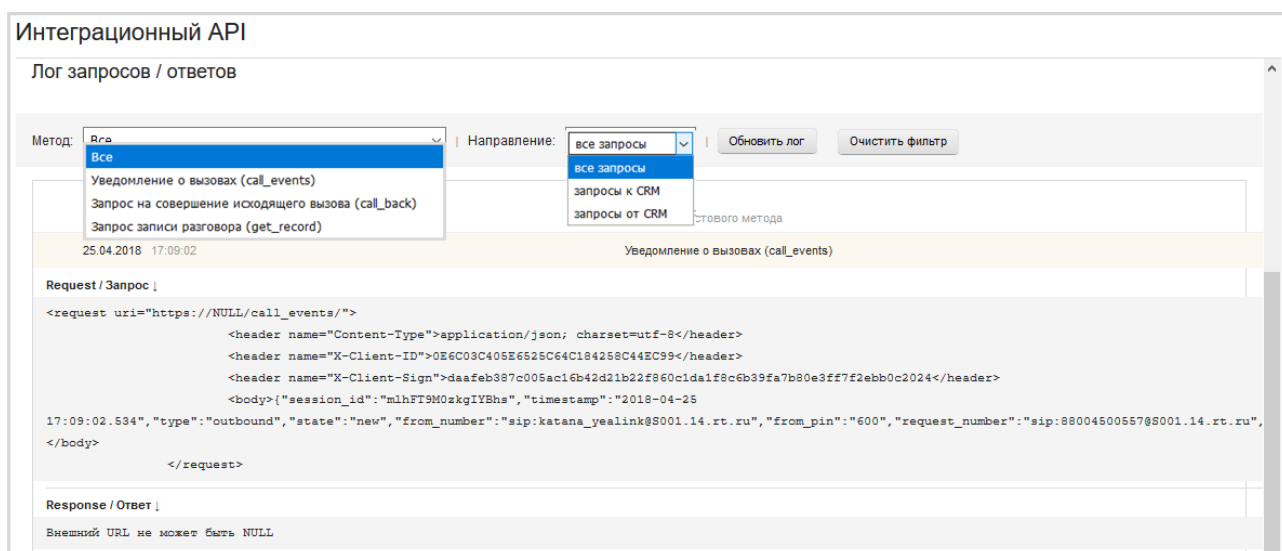 Интеграционный API
Лог запросов / ответов
Метод: Все | Направление: все запросы | Обновить лог Очистить фильтр
Все
Уведомление о вызовах (call_events)
Запрос на совершение исходящего вызова (call_back)
Запрос записи разговора (get_record)
все запросы
запросы к CRM
запросы от CRM
стового метода
25.04.2018 17:09:02 Уведомление о вызовах (call_events)
Request / Запрос ↓
<request uri="https://NULL/call_events/">
<header name="Content-Type">application/json; charset=utf-8</header>
<header name="X-Client-ID">0E6C03C405E6525C64C184258C44EC99</header>
<header name="X-Client-Sign">daafeb387c005ac16b42d21b22f860c1da1f8c6b39fa7b80e3ff7f2ebb0c2024</header>
<body>{"session_id":"mlhFT9M0zkgIYBhs","timestamp":"2018-04-25
17:09:02.534","type":"outbound","state":"new","from_number":"sip:katana_yealink@S001.14.rt.ru","from_pin":"600","request_number":"sip:88004500557@S001.14.rt.ru",
</body>
</request>
Response / Ответ ↓
Внешний URL не может быть NULL